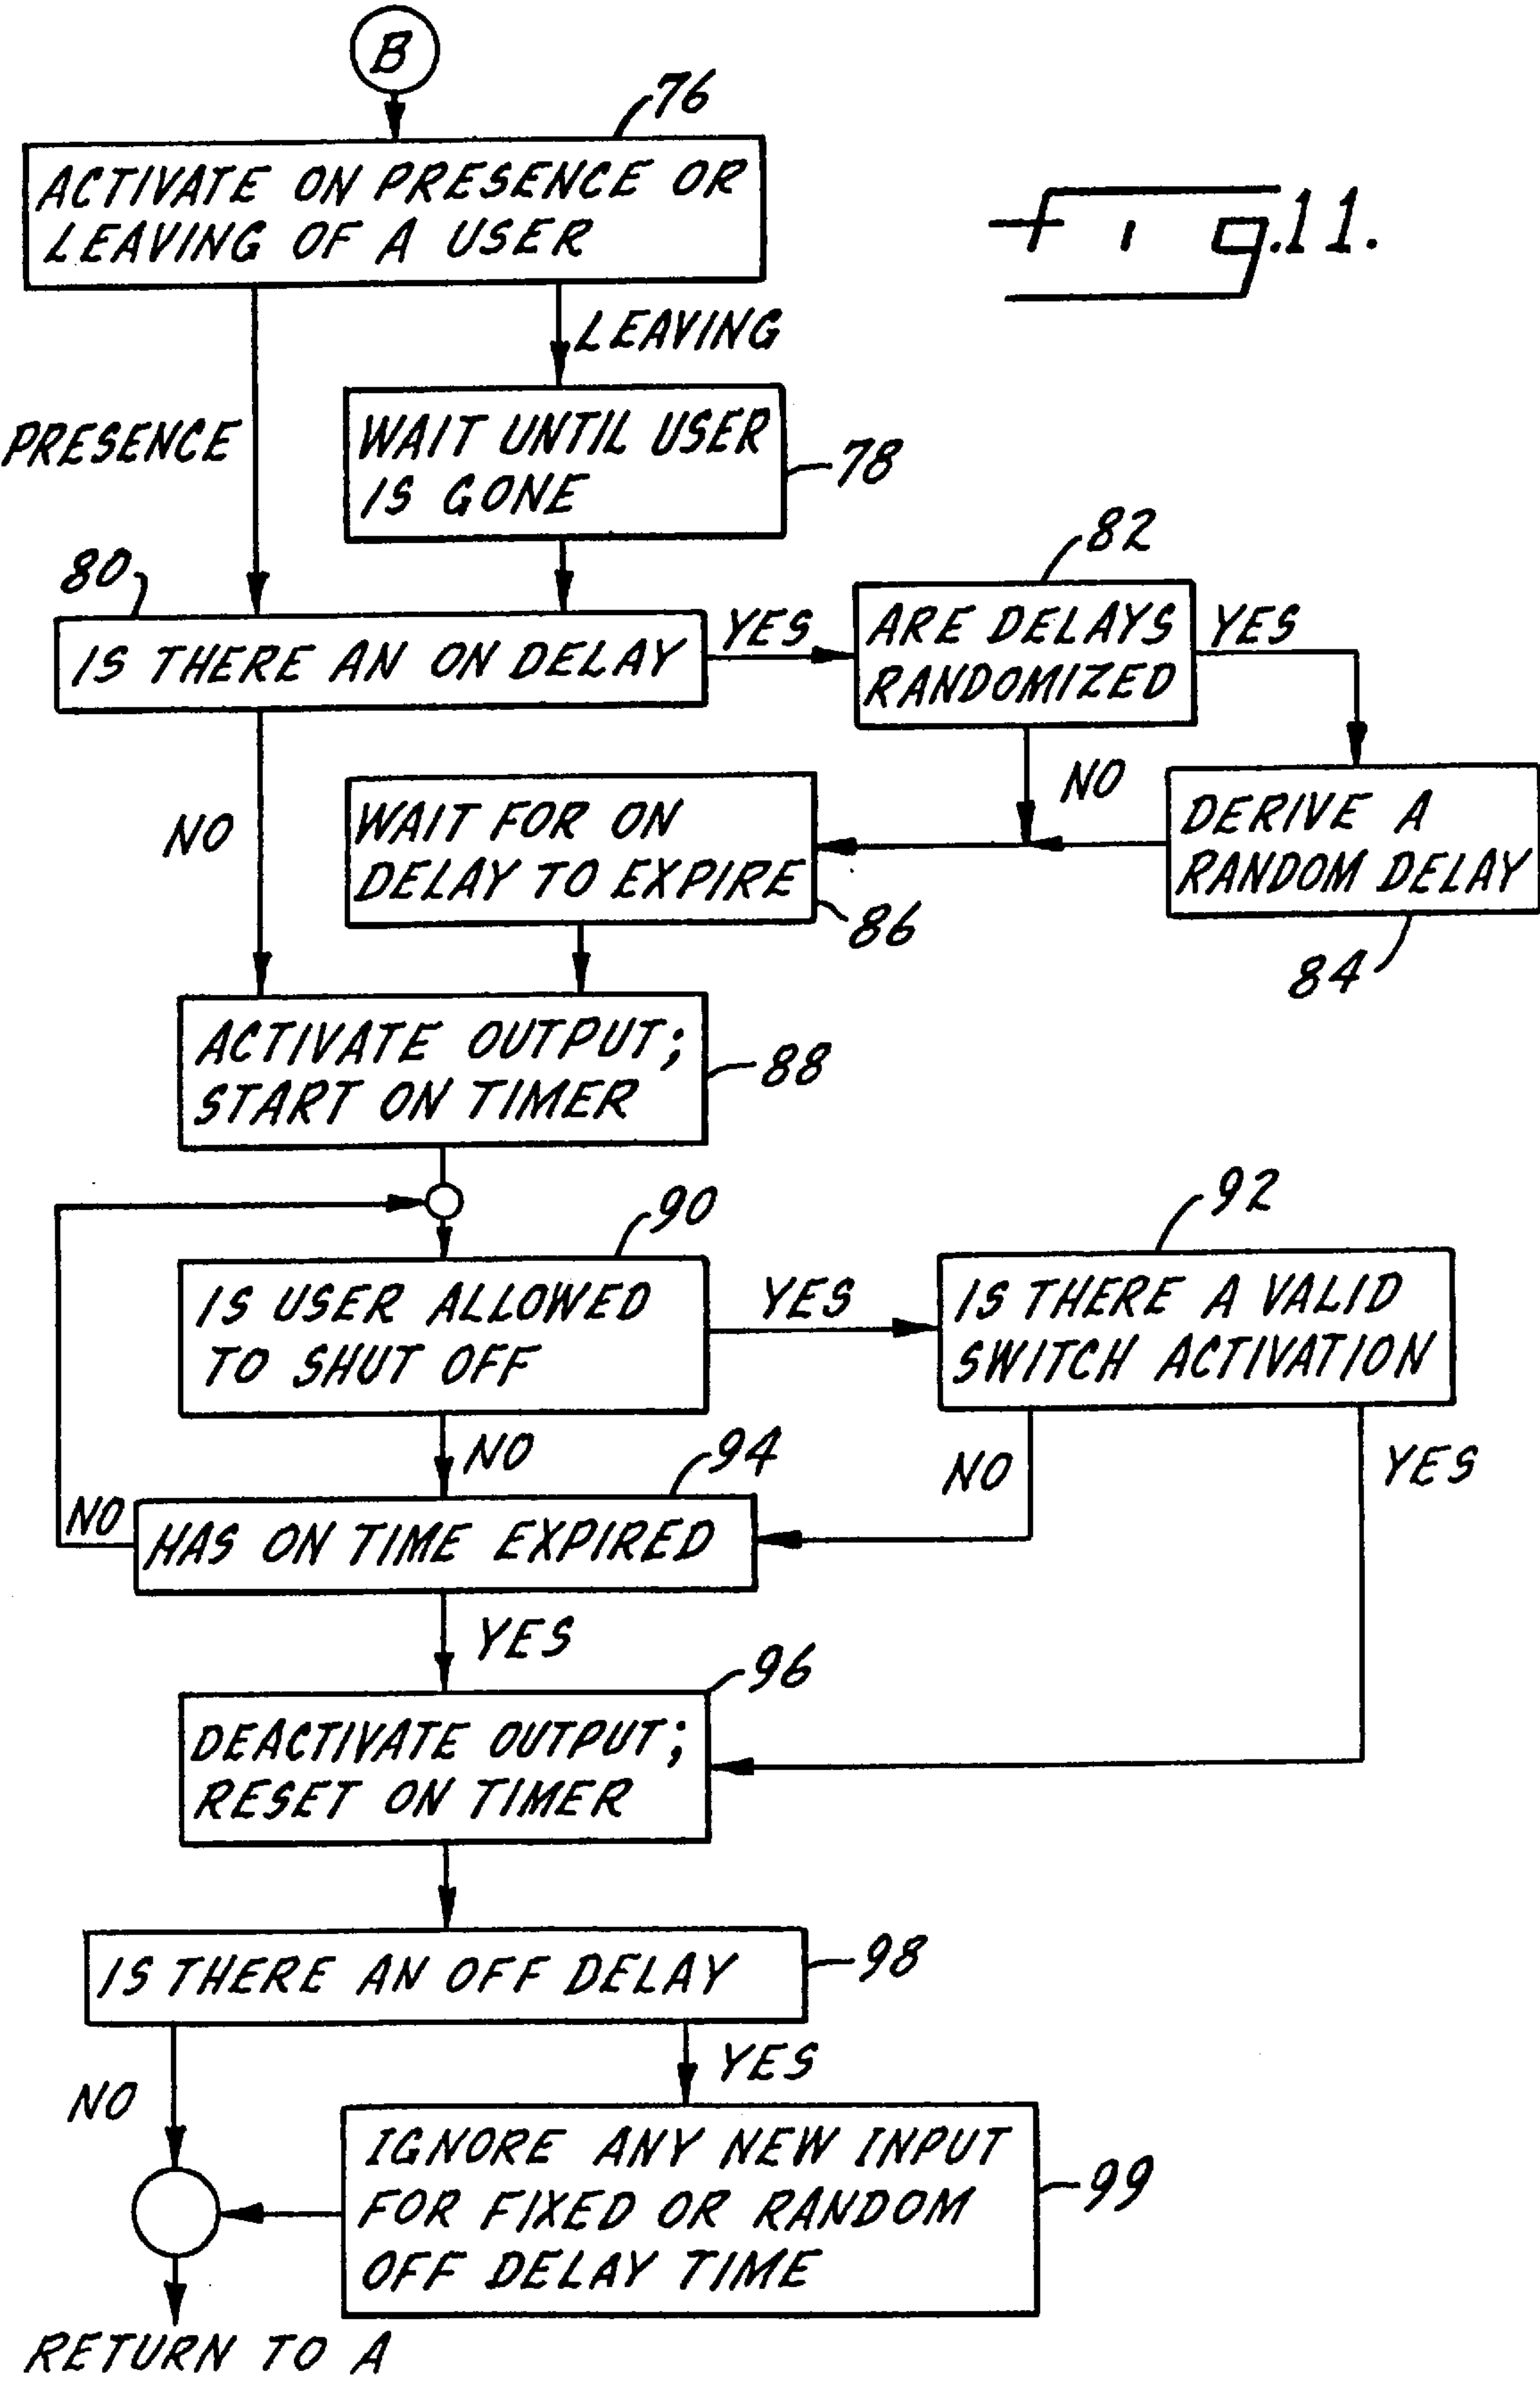 B
76
ACTIVATE ON PRESENCE OR
LEAVING OF A USER
Fig.11.
LEAVING
PRESENCE
WAIT UNTIL USER
IS GONE
78
80
IS THERE AN ON DELAY
YES
82
ARE DELAYS
RANDOMIZED
YES
NO
NO
WAIT FOR ON
DELAY TO EXPIRE
86
DERIVE A
RANDOM DELAY
84
ACTIVATE OUTPUT;
START ON TIMER
88
90
IS USER ALLOWED
TO SHUT OFF
YES
92
IS THERE A VALID
SWITCH ACTIVATION
NO
94
NO
YES
NO
HAS ON TIME EXPIRED
YES
96
DEACTIVATE OUTPUT;
RESET ON TIMER
IS THERE AN OFF DELAY
98
NO
YES
IGNORE ANY NEW INPUT
FOR FIXED OR RANDOM
OFF DELAY TIME
99
RETURN TO A